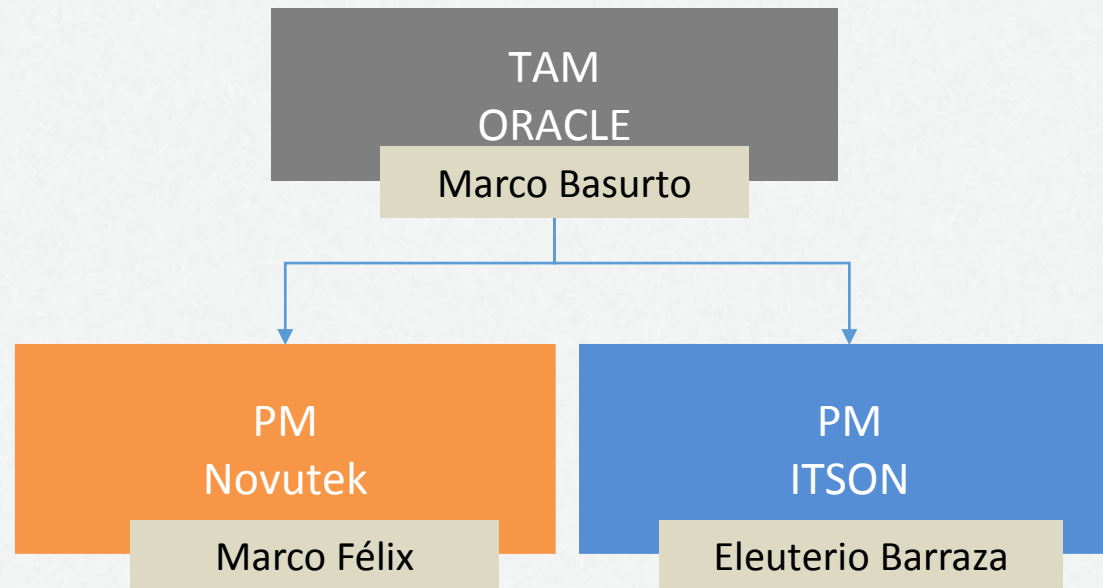 TAM
ORACLE
Marco Basurto
PM
Novutek
Marco Félix
PM
ITSON
Eleuterio Barraza